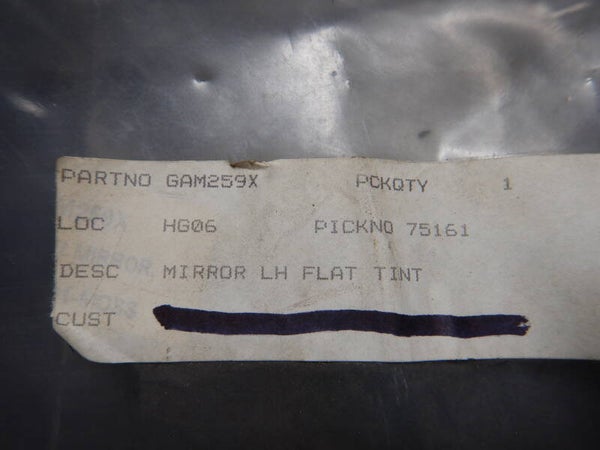 PARTNO GAM259X PCKQTY 1
LOC HG06 PICKNO 75161
DESC MIRROR LH FLAT TINT
CUST